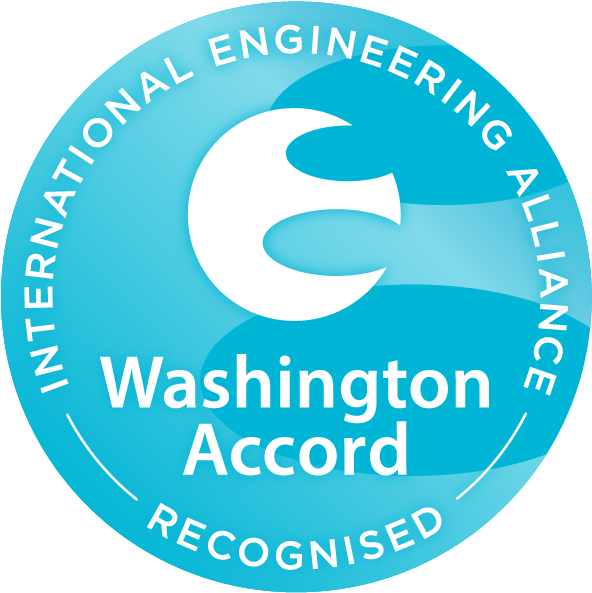 INTERNATIONAL ENGINEERING ALLIANCE
Washington
Accord
RECOGNISED